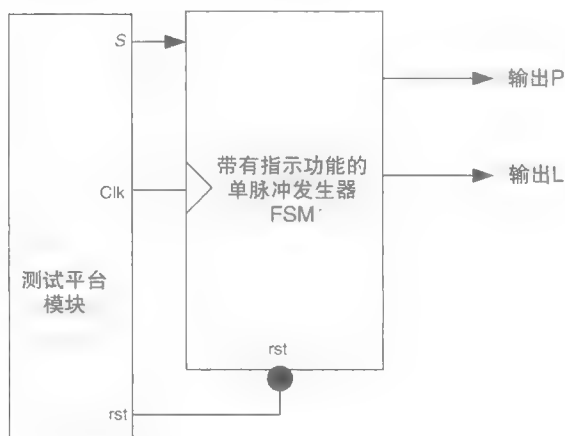 S
输出P
带有指示功能的
单脉冲发生器
FSM
输出L
Clk
测试平台
模块
rst
rst